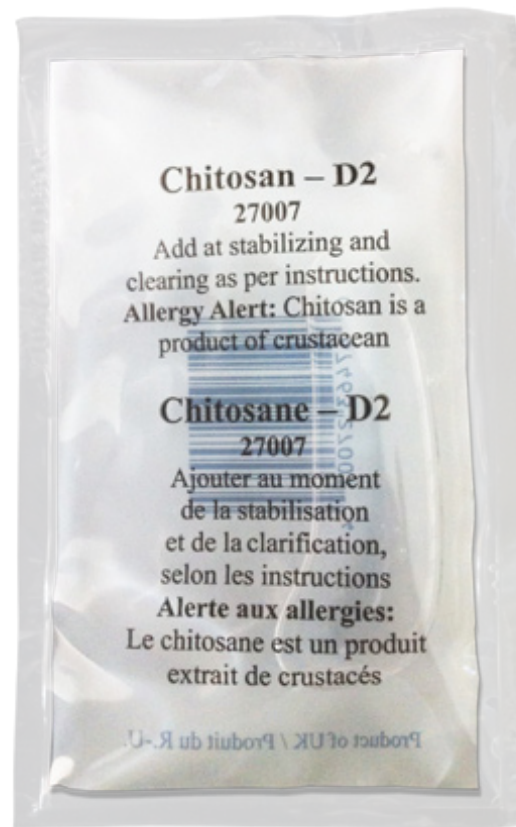 Chitosan – D2
27007
Add at stabilizing and
clearing as per instructions.
Allergy Alert: Chitosan is a
product of crustacean
Chitosane – D2
27007
Ajouter au moment
de la stabilisation
et de la clarification,
selon les instructions
Alerte aux allergies:
Le chitosane est un produit
extrait de crustacés
Product of UK / Produit du R.-U.